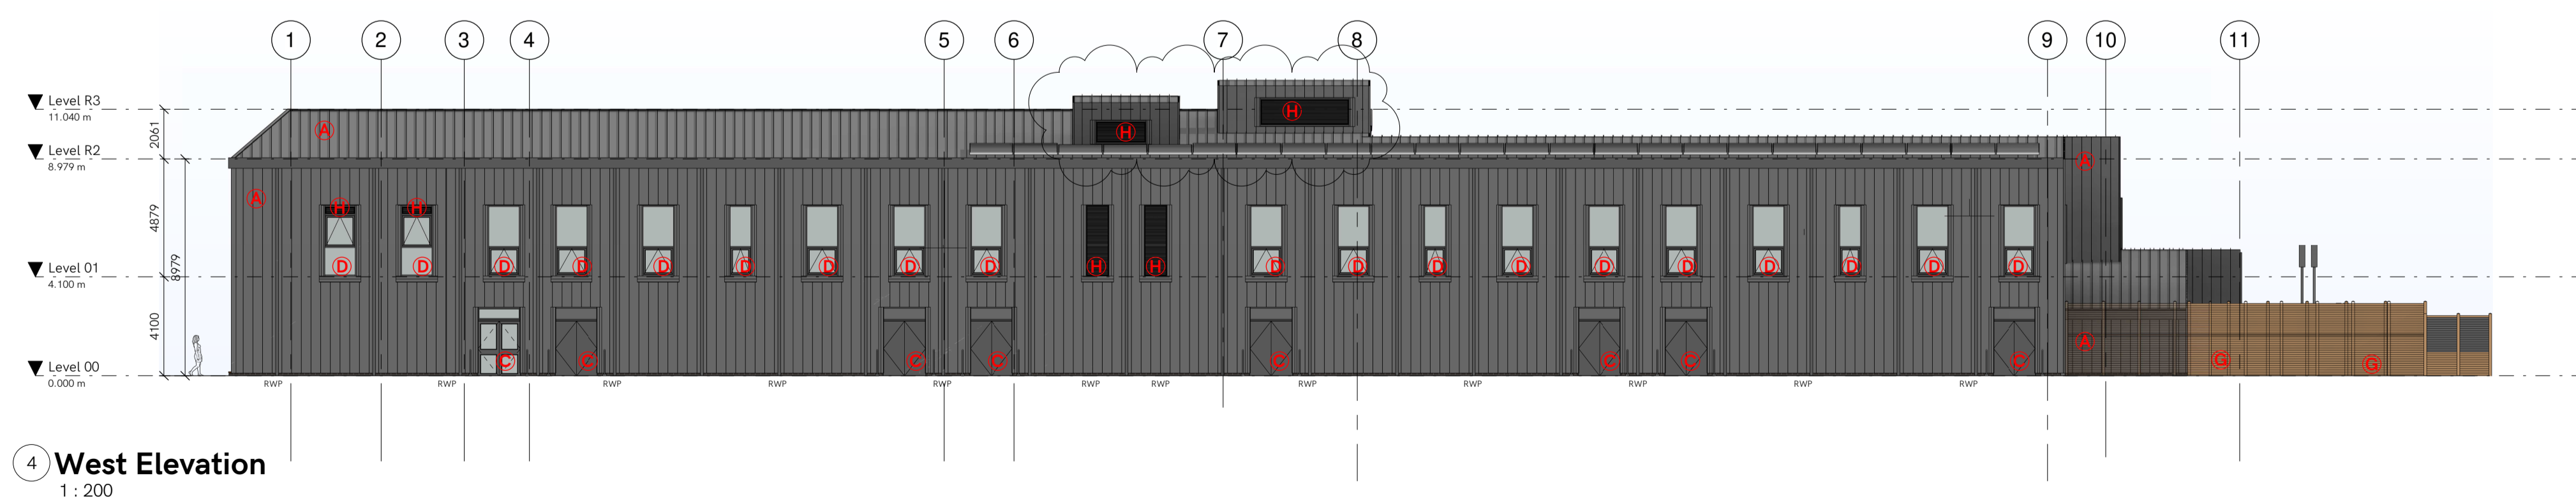 1 2 3 4 5 6 7 8 9 10 11
Level R3
11.040 m
2061
H
A
H
Level R2
8.979 m
A
A
4879
H H
8979
D D D D D D D D D H H D D D D D D D D D D
Level 01
4.100 m
4100
A
C C C C C C C C
G G
Level 00
0.000 m
RWP RWP RWP RWP RWP RWP RWP RWP RWP RWP RWP RWP
4 West Elevation
1 : 200